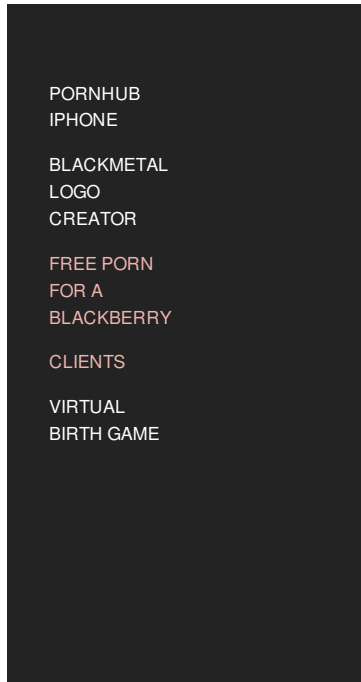 PORNHUB
IPHONE
BLACKMETAL
LOGO
CREATOR
FREE PORN
FOR A
BLACKBERRY
CLIENTS
VIRTUAL
BIRTH GAME